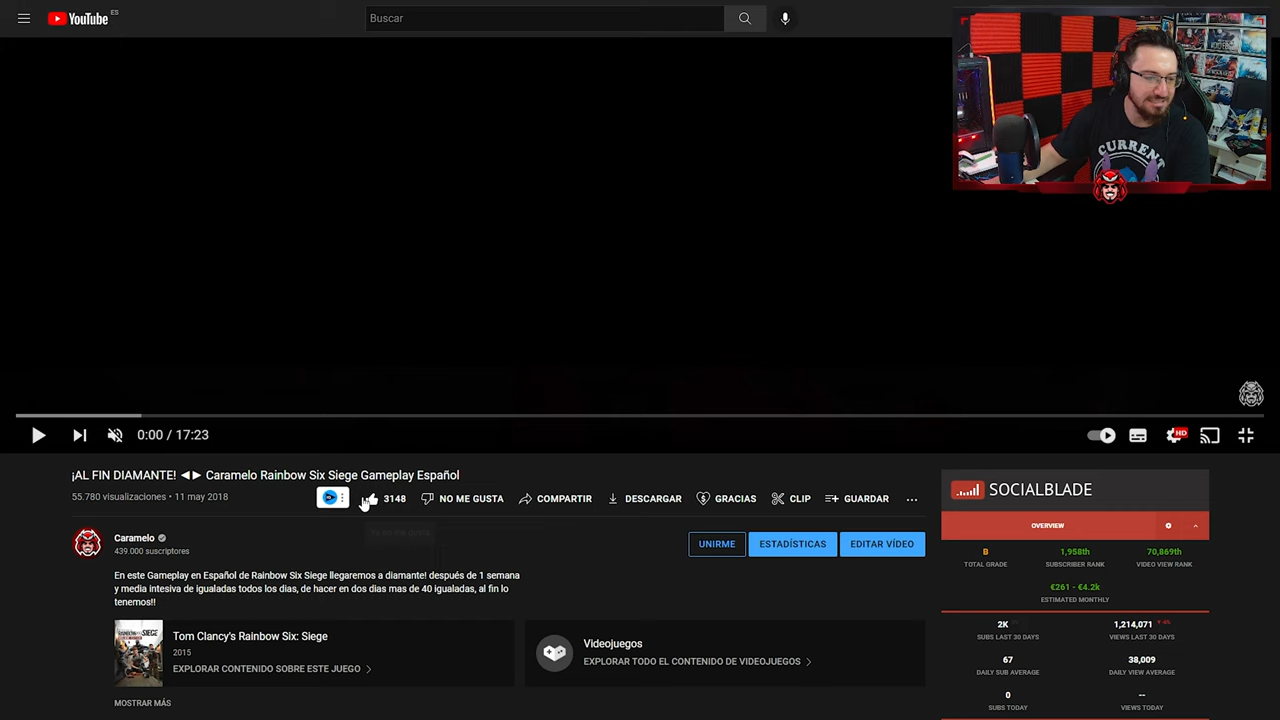 YouTube ES
Buscar
CURRENT
0:00 / 17:23
HD
¡AL FIN DIAMANTE! ◄► Caramelo Rainbow Six Siege Gameplay Español
55.780 visualizaciones • 11 may 2018
3148
NO ME GUSTA
COMPARTIR
DESCARGAR
GRACIAS
CLIP
GUARDAR
Caramelo
439.000 suscriptores
UNIRME
ESTADÍSTICAS
EDITAR VÍDEO
En este Gameplay en Español de Rainbow Six Siege llegaremos a diamante! después de 1 semana
y media intesiva de igualadas todos los dias, de hacer en dos dias mas de 40 igualadas, al fin lo
tenemos!!
Tom Clancy's Rainbow Six: Siege
2015
EXPLORAR CONTENIDO SOBRE ESTE JUEGO
Videojuegos
EXPLORAR TODO EL CONTENIDO DE VIDEOJUEGOS
MOSTRAR MÁS
SOCIALBLADE
OVERVIEW
B
TOTAL GRADE
1,958th
SUBSCRIBER RANK
70,869th
VIDEO VIEW RANK
€261 - €4.2k
ESTIMATED MONTHLY
2K
SUBS LAST 30 DAYS
1,214,071
VIEWS LAST 30 DAYS
67
DAILY SUB AVERAGE
38,009
DAILY VIEW AVERAGE
0
SUBS TODAY
--
VIEWS TODAY